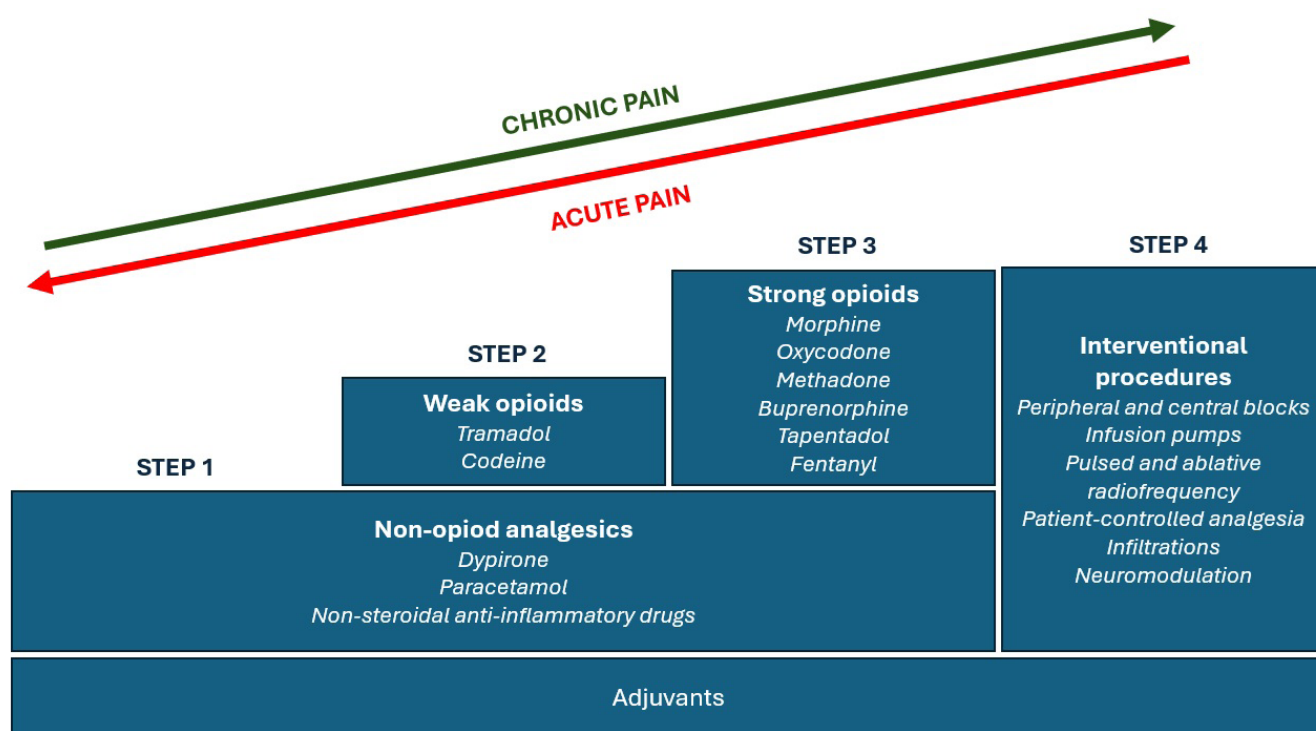 CHRONIC PAIN
ACUTE PAIN
STEP 1
Non-opiod analgesics
Dypirone
Paracetamol
Non-steroidal anti-inflammatory drugs
STEP 2
Weak opioids
Tramadol
Codeine
STEP 3
Strong opioids
Morphine
Oxycodone
Methadone
Buprenorphine
Tapentadol
Fentanyl
STEP 4
Interventional
procedures
Peripheral and central blocks
Infusion pumps
Pulsed and ablative
radiofrequency
Patient-controlled analgesia
Infiltrations
Neuromodulation
Adjuvants